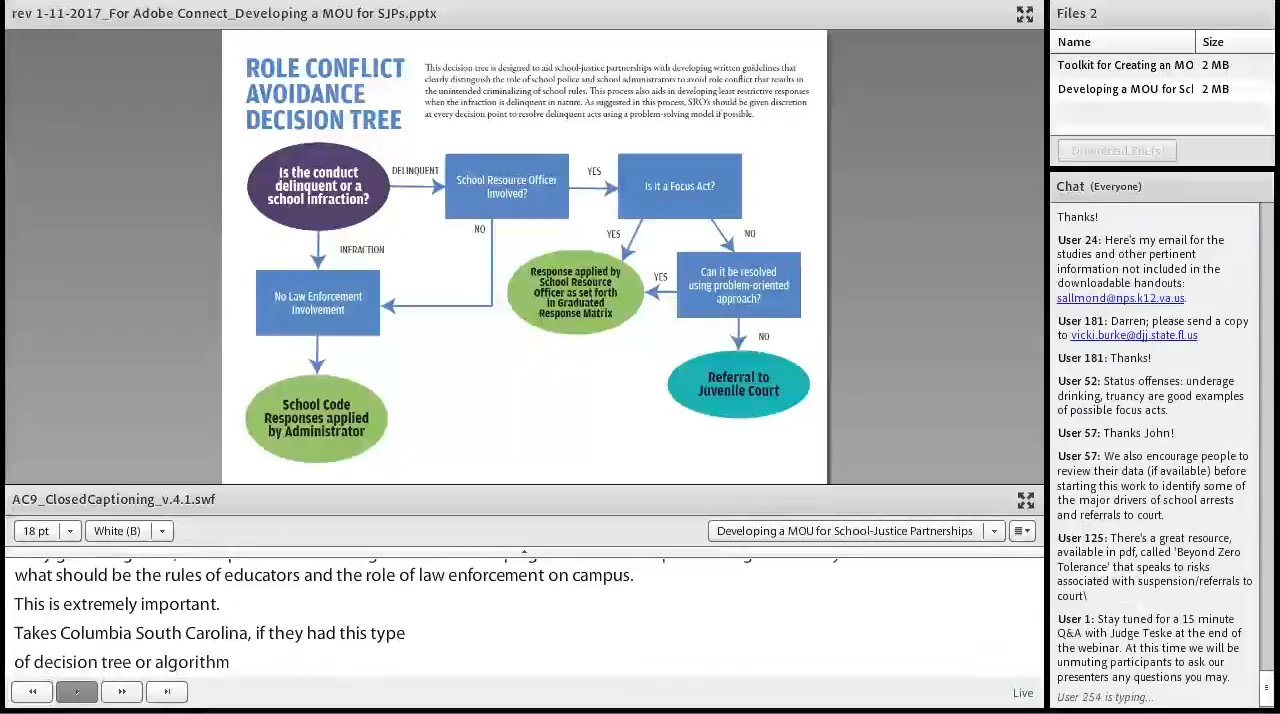 rev 1-11-2017_For Adobe Connect_Developing a MOU for SJPs.pptx
ROLE CONFLICT
AVOIDANCE
DECISION TREE
This decision tree is designed to aid school-justice partnerships with developing written guidelines that
clearly distinguish the role of school police and school administrators to avoid role conflict that results in
the unintended criminalizing of school rules. This process also aids in developing least restrictive responses
when the infraction is delinquent in nature. As suggested in this process, SRO's should be given discretion
at every decision point to resolve delinquent acts using a problem-solving model if possible.
Is the conduct
delinquent or a
school infraction?
DELINQUENT
School Resource Officer
Involved?
YES
Is it a Focus Act?
NO
YES
NO
INFRACTION
No Law Enforcement
Involvement
Response applied by
School Resource
Officer as set forth
in Graduated
Response Matrix
YES
Can it be resolved
using problem-oriented
approach?
NO
Referral to
Juvenile Court
School Code
Responses applied
by Administrator
AC9_ClosedCaptioning_v.4.1.swf
18 pt
White (B)
Developing a MOU for School-Justice Partnerships
what should be the rules of educators and the role of law enforcement on campus.
This is extremely important.
Takes Columbia South Carolina, if they had this type
of decision tree or algorithm
Live
Files 2
Name Size
Toolkit for Creating an MO 2 MB
Developing a MOU for Scl 2 MB
Download File(s)
Chat (Everyone)
Thanks!
User 24: Here's my email for the
studies and other pertinent
information not included in the
downloadable handouts:
sallmond@nps.k12.va.us.
User 181: Darren; please send a copy
to vicki.burke@djj.state.fl.us
User 181: Thanks!
User 52: Status offenses: underage
drinking, truancy are good examples
of possible focus acts.
User 57: Thanks John!
User 57: We also encourage people to
review their data (if available) before
starting this work to identify some of
the major drivers of school arrests
and referrals to court.
User 125: There's a great resource,
available in pdf, called 'Beyond Zero
Tolerance' that speaks to risks
associated with suspension/referrals to
court\
User 1: Stay tuned for a 15 minute
Q&A with Judge Teske at the end of
the webinar. At this time we will be
unmuting participants to ask our
presenters any questions you may.
User 254 is typing...